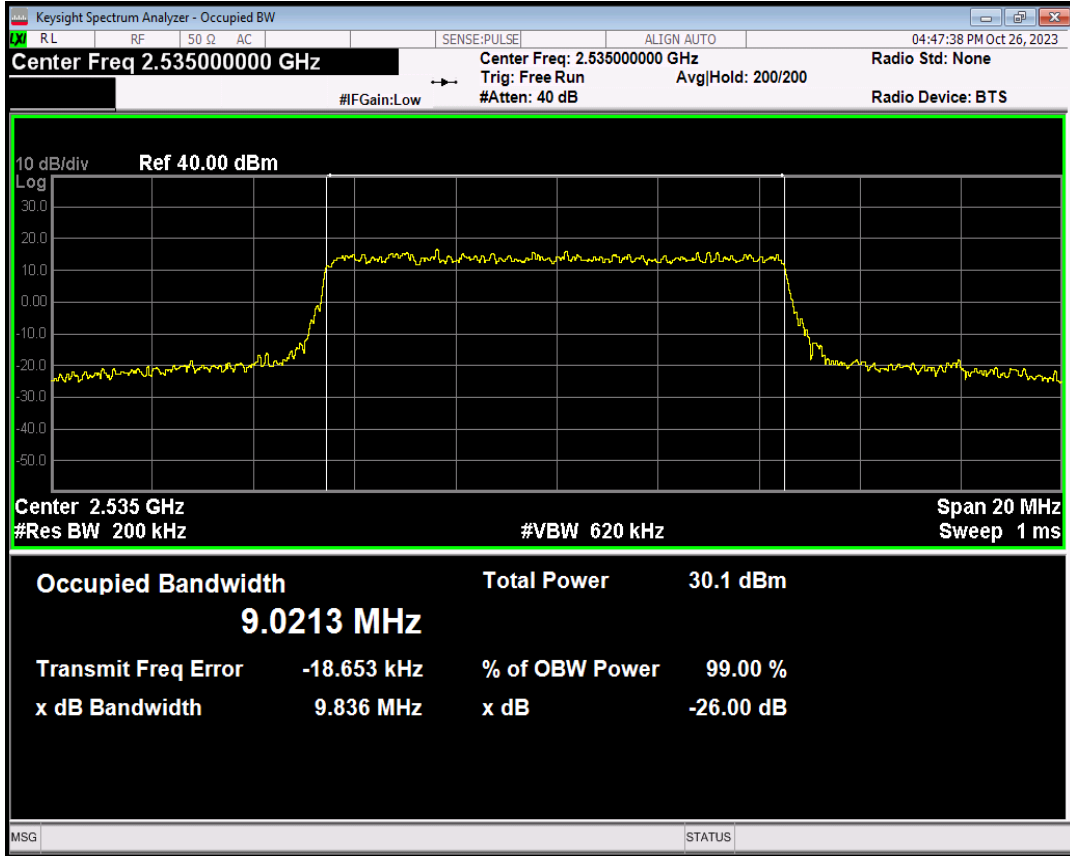 Keysight Spectrum Analyzer - Occupied BW
LXI RL RF 50 Ω AC SENSE:PULSE ALIGN AUTO 04:47:38 PM Oct 26, 2023
Center Freq 2.535000000 GHz Center Freq: 2.535000000 GHz Radio Std: None
Trig: Free Run Avg|Hold: 200/200
#IFGain:Low #Atten: 40 dB Radio Device: BTS
10 dB/div Ref 40.00 dBm
Log
30.0
20.0
10.0
0.00
-10.0
-20.0
-30.0
-40.0
-50.0
Center 2.535 GHz Span 20 MHz
#Res BW 200 kHz #VBW 620 kHz Sweep 1 ms
Occupied Bandwidth Total Power 30.1 dBm
9.0213 MHz
Transmit Freq Error -18.653 kHz % of OBW Power 99.00 %
x dB Bandwidth 9.836 MHz x dB -26.00 dB
MSG STATUS